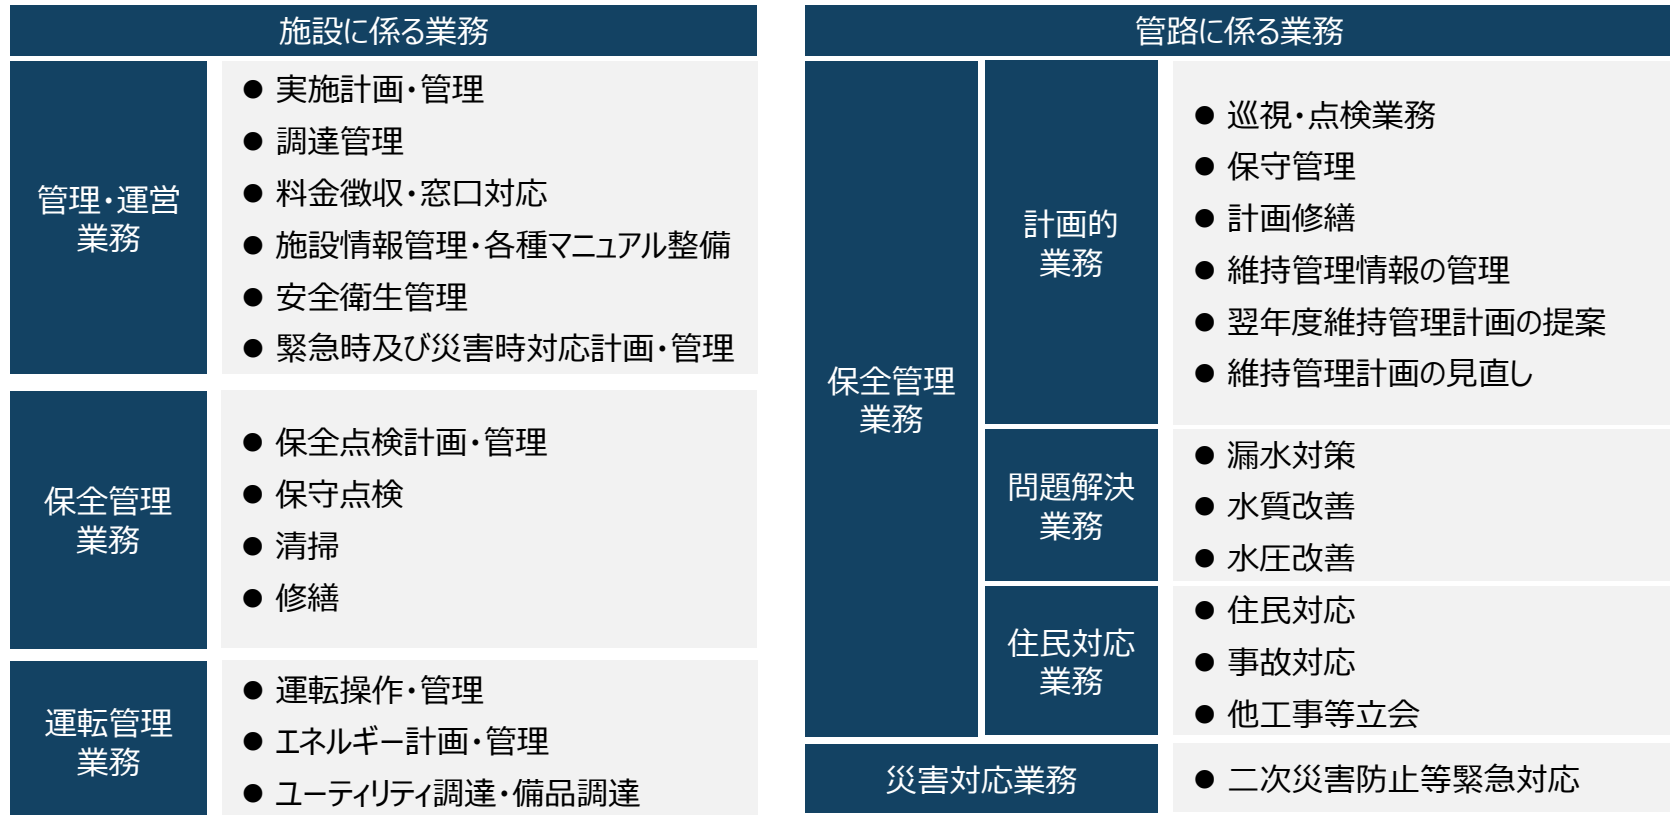 施設に係る業務
管理・運営
業務
● 実施計画・管理
● 調達管理
● 料金徴収・窓口対応
● 施設情報管理・各種マニュアル整備
● 安全衛生管理
● 緊急時及び災害時対応計画・管理
保全管理
業務
● 保全点検計画・管理
● 保守点検
● 清掃
● 修繕
運転管理
業務
● 運転操作・管理
● エネルギー計画・管理
● ユーティリティ調達・備品調達
管路に係る業務
保全管理
業務
計画的
業務
● 巡視・点検業務
● 保守管理
● 計画修繕
● 維持管理情報の管理
● 翌年度維持管理計画の提案
● 維持管理計画の見直し
問題解決
業務
● 漏水対策
● 水質改善
● 水圧改善
住民対応
業務
● 住民対応
● 事故対応
● 他工事等立会
災害対応業務
● 二次災害防止等緊急対応